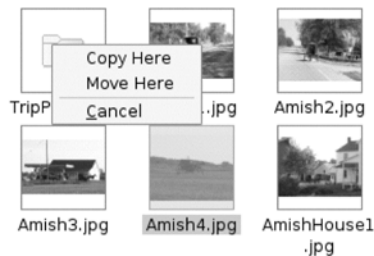 Copy Here
Move Here
Cancel
TripP
.jpg
Amish2.jpg
Amish3.jpg
Amish4.jpg
AmishHouse1
.jpg